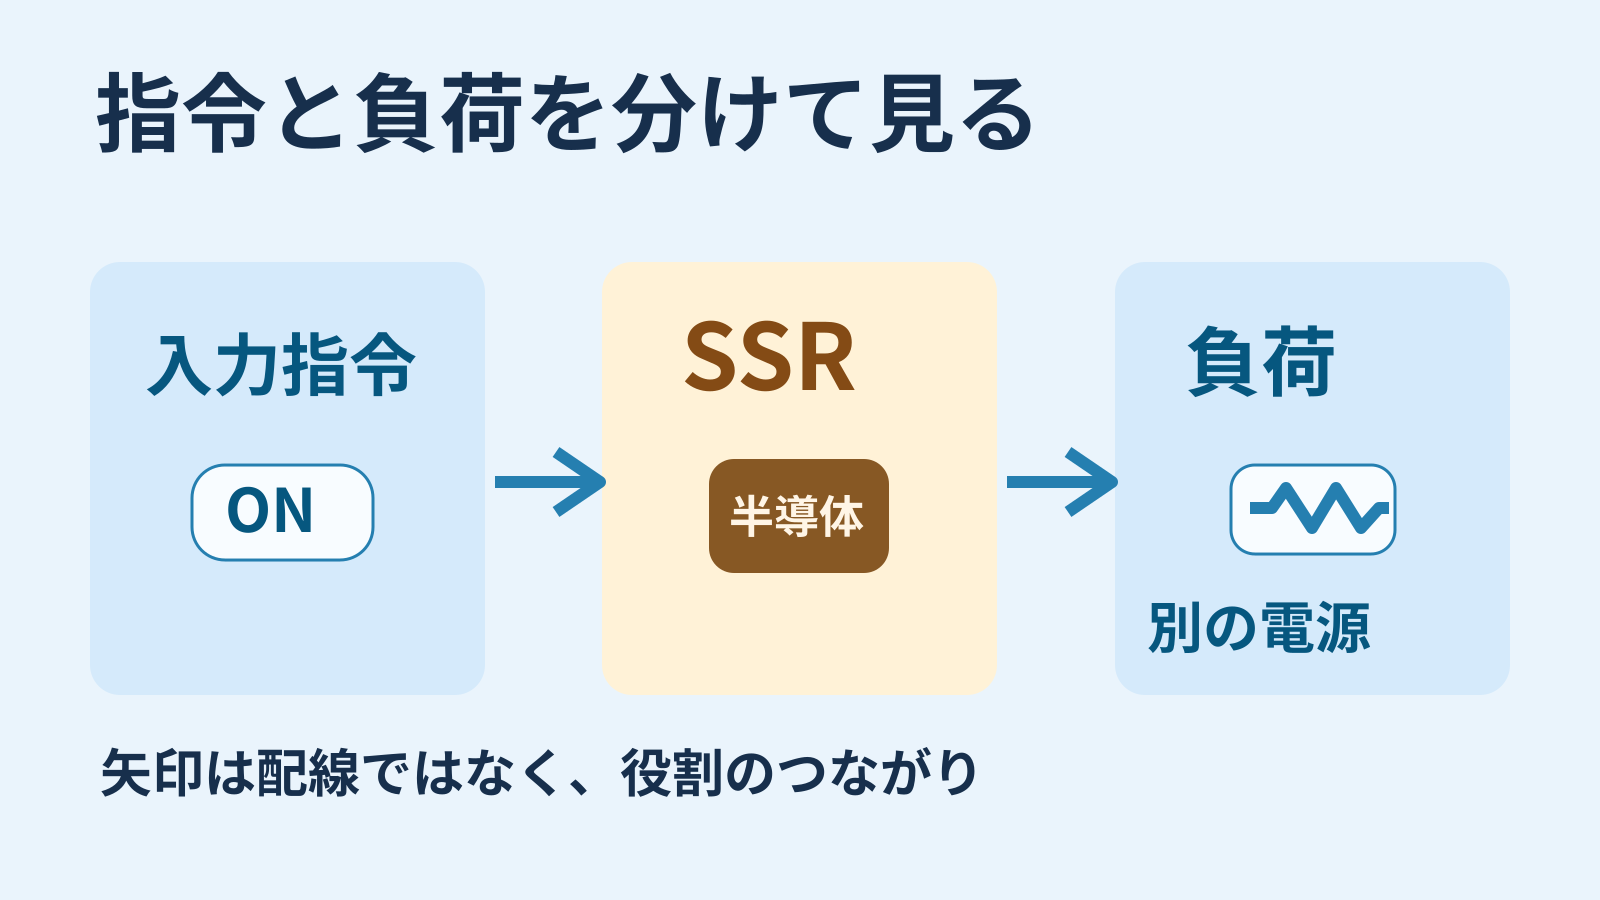 指令と負荷を分けて見る
入力指令
ON
SSR
半導体
負荷
別の電源
矢印は配線ではなく、役割のつながり